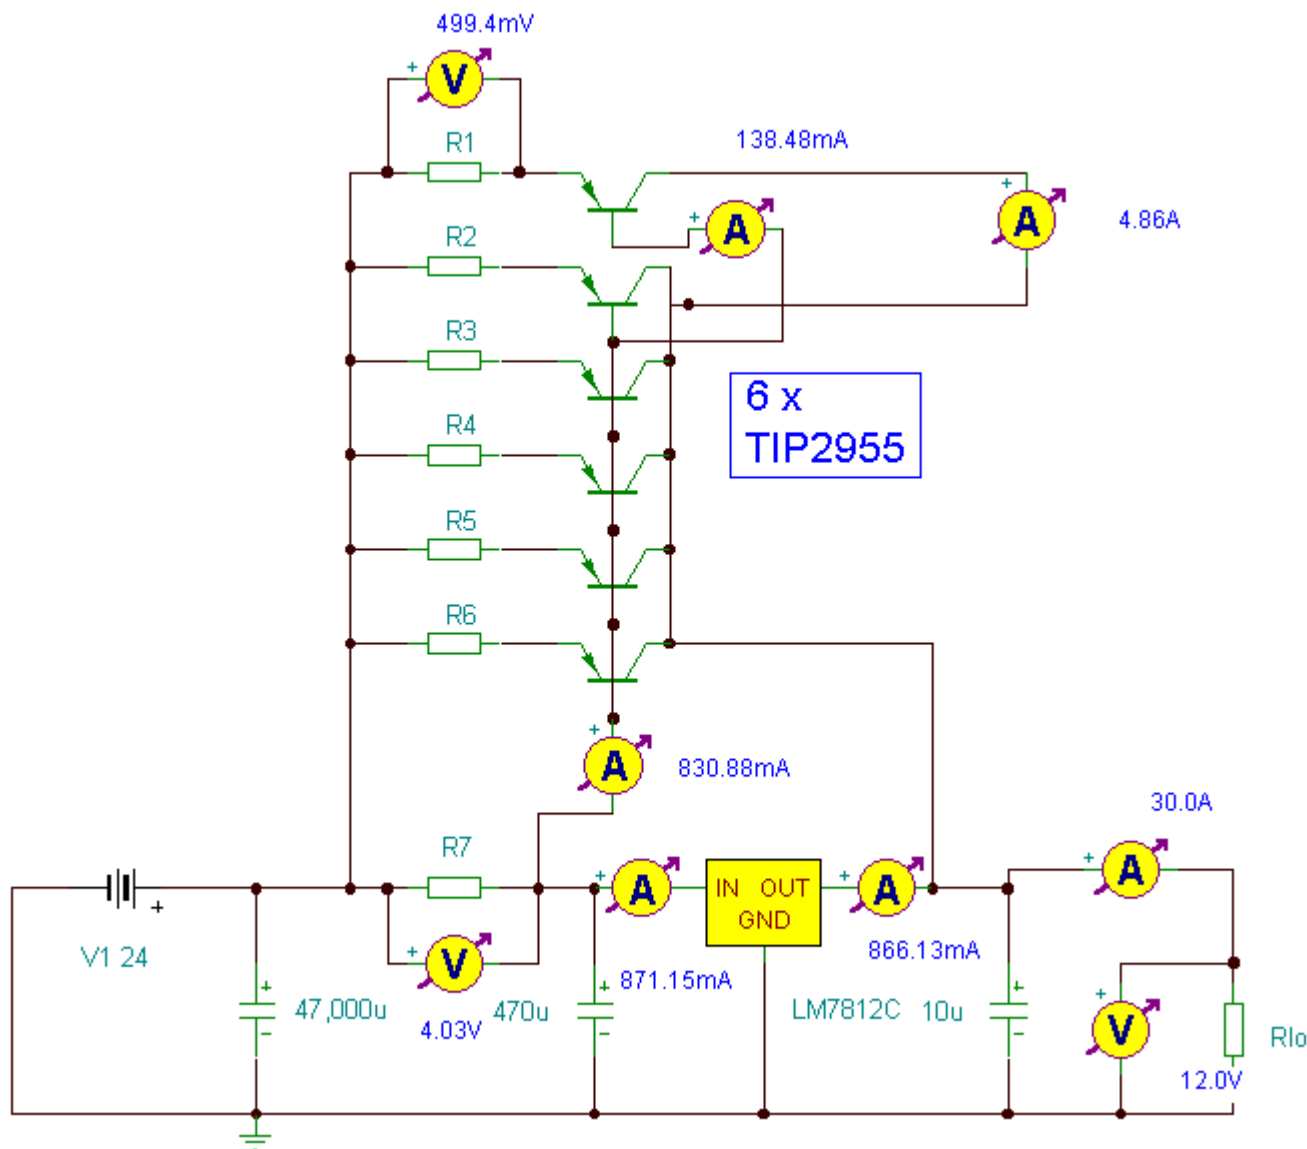 499.4mV
+
V
R1
138.48mA
+
A
4.86A
+
A
R2
R3
6 x
TIP2955
R4
R5
R6
+
A
830.88mA
30.0A
R7
+
A
IN OUT
GND
+
A
+
A
+
V1 24
+
V
866.13mA
871.15mA
+
47,000u
4.03V
+
470u
LM7812C
+
10u
+
V
Rlo
12.0V